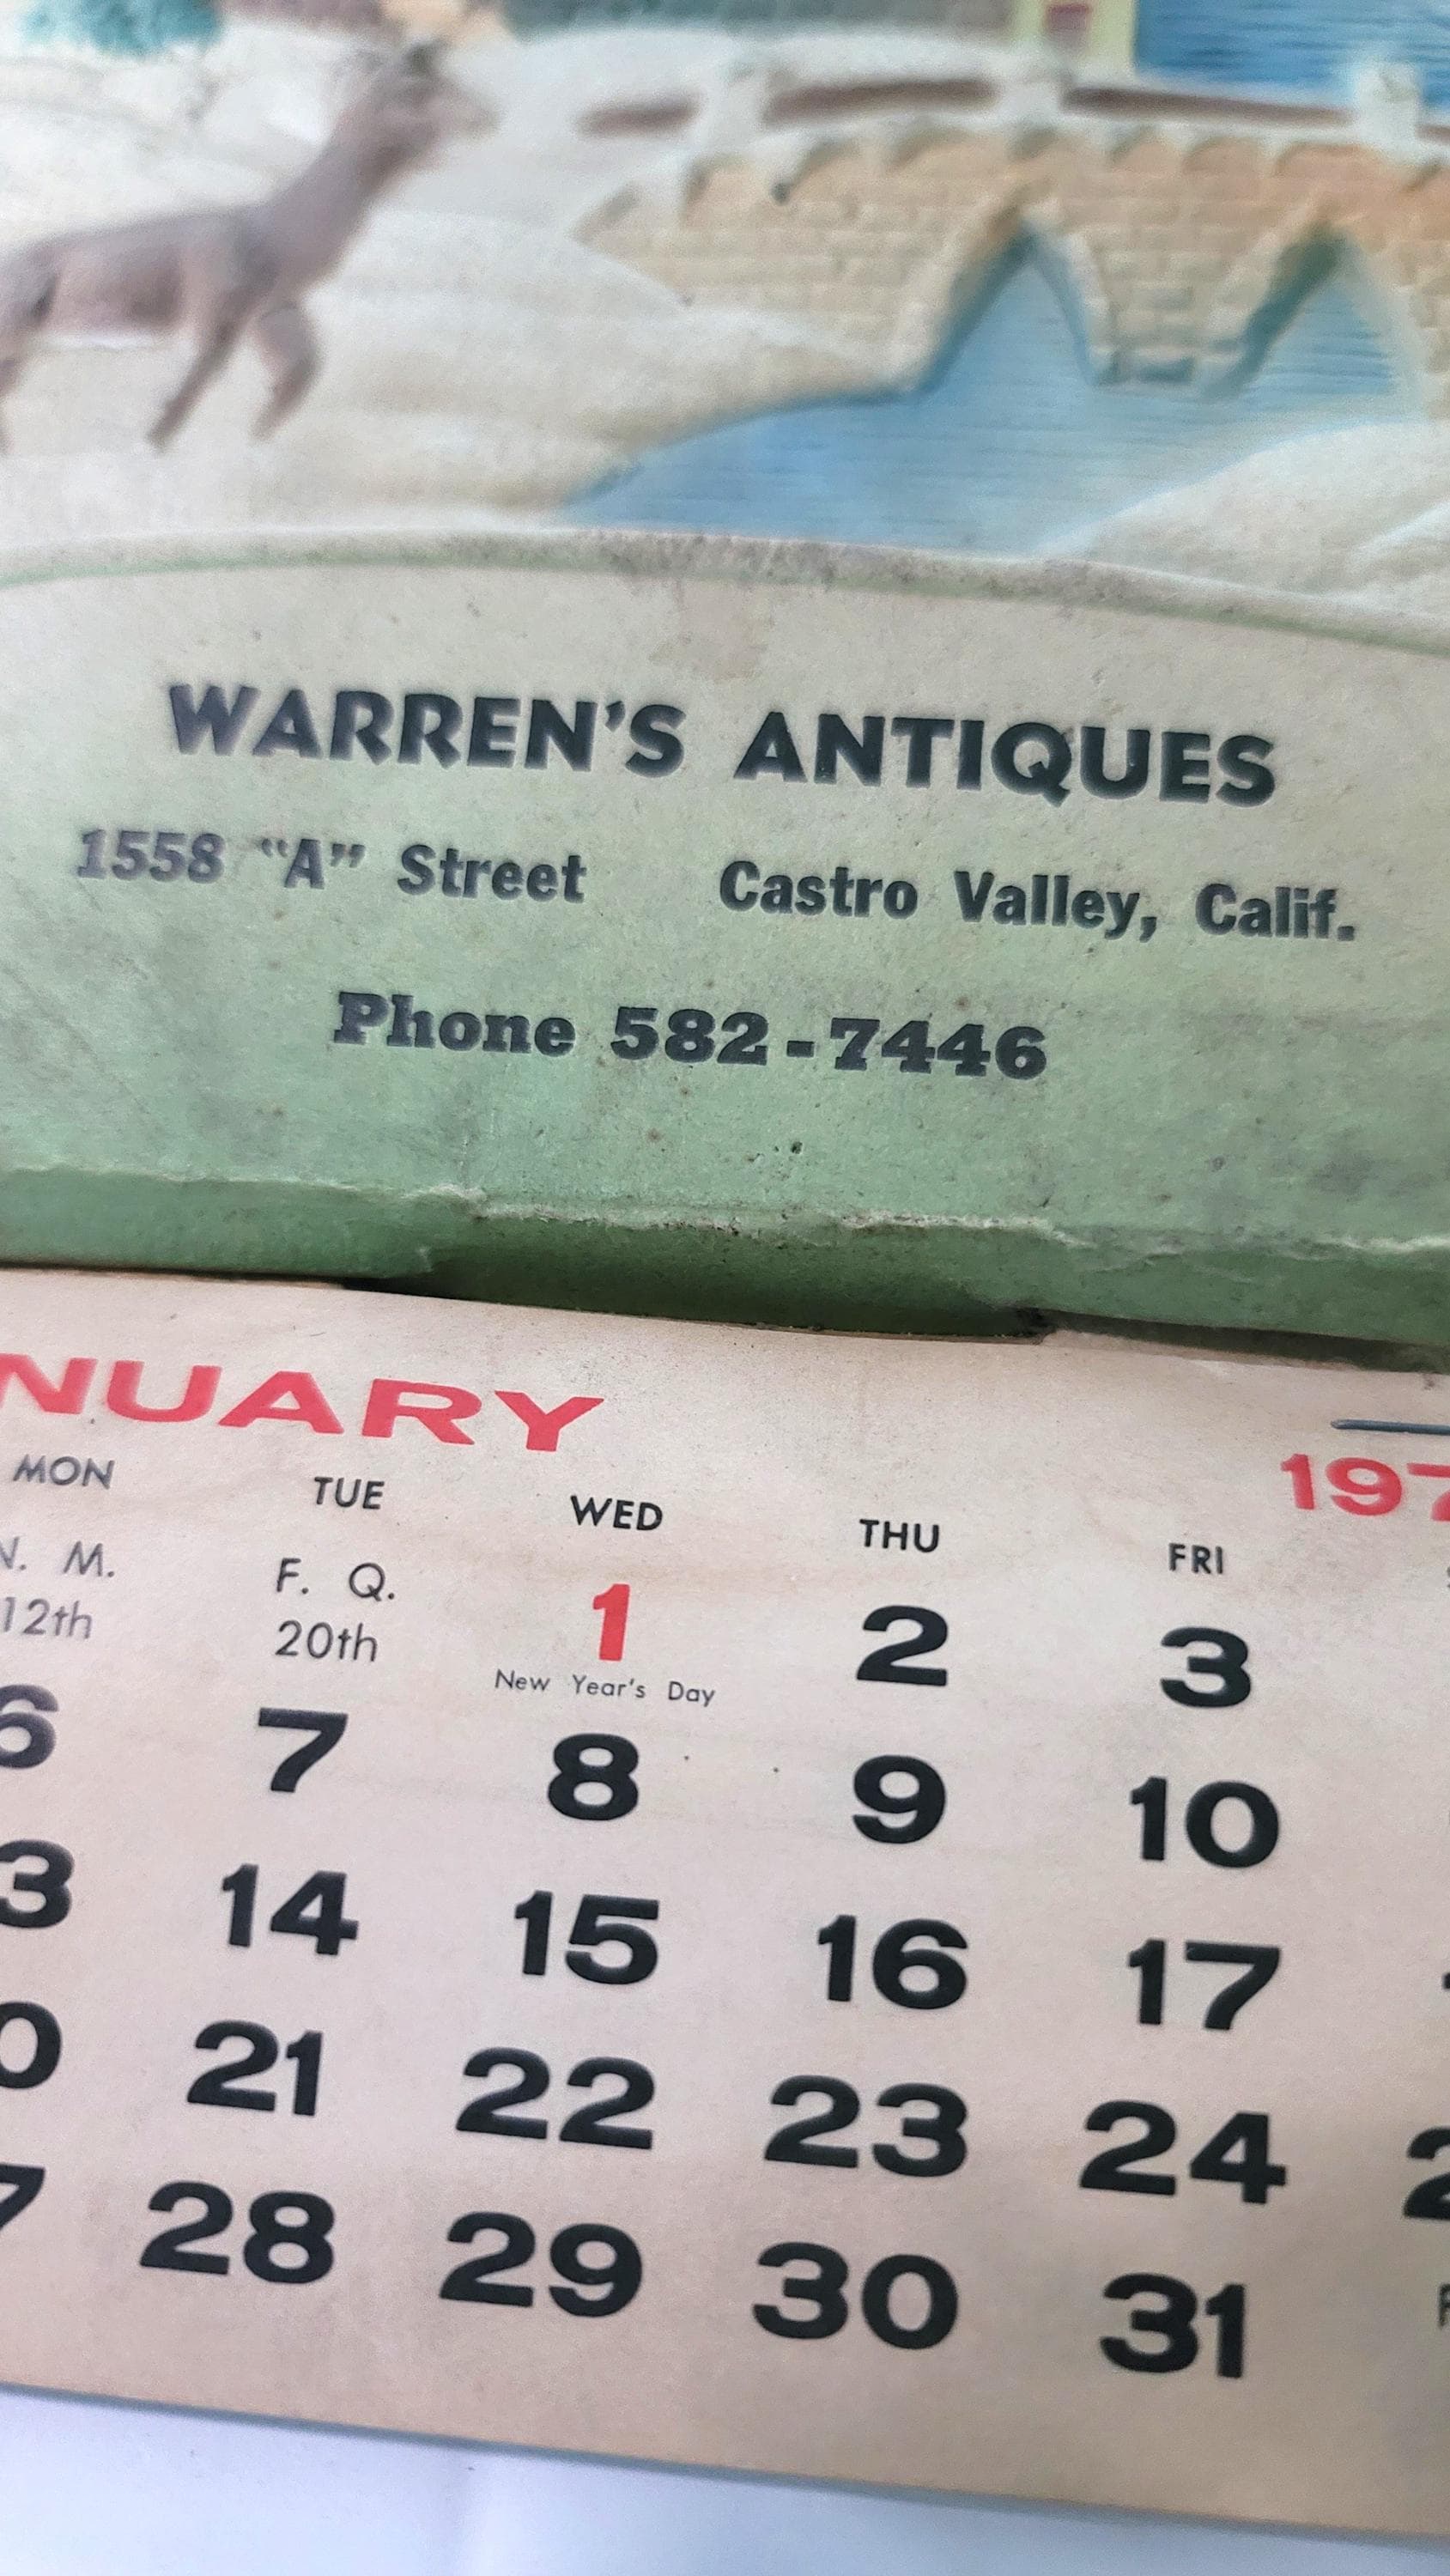 WARREN'S ANTIQUES
1558 "A" Street Castro Valley, Calif.
Phone 582-7446
NUARY
197
MON TUE WED THU FRI
N. M. F. Q. 1 2 3
12th 20th New Year's Day
6 7 8 9 10
3 14 15 16 17
0 21 22 23 24 2
7 28 29 30 31